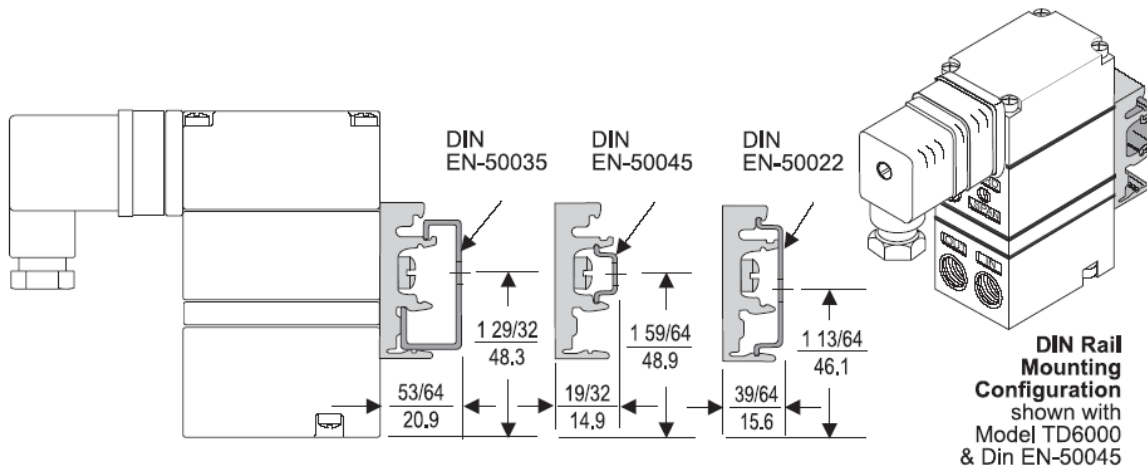 DIN
EN-50035
DIN
EN-50045
DIN
EN-50022
1 29/32
48.3
1 59/64
48.9
1 13/64
46.1
53/64
20.9
19/32
14.9
39/64
15.6
OUT
IN
DIN Rail
Mounting
Configuration
shown with
Model TD6000
& Din EN-50045